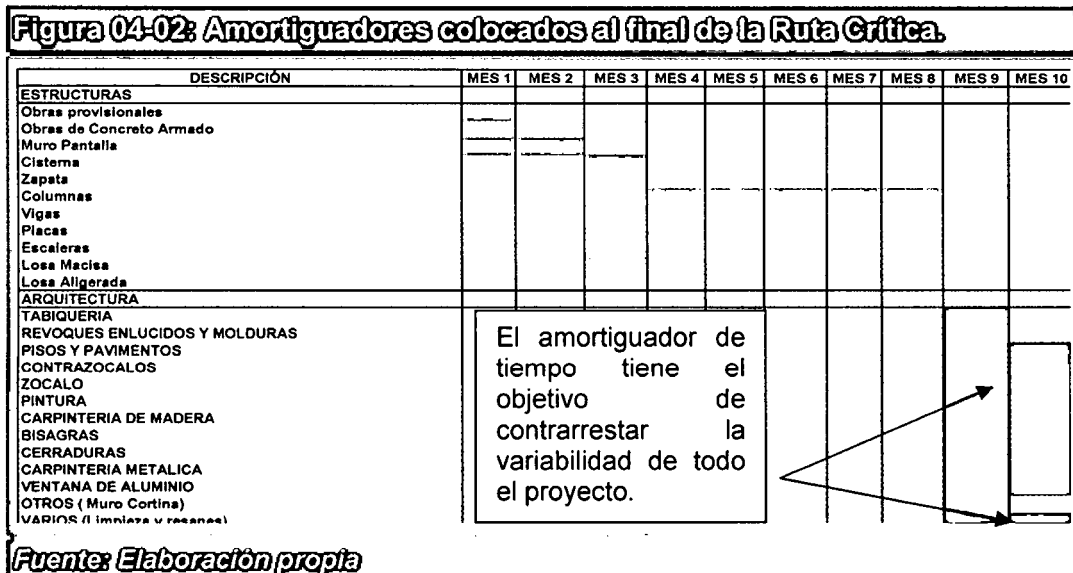 Figura 04-02: Amortiguadores colocados al final de la Ruta Crítica.
DESCRIPCIÓN MES 1 MES 2 MES 3 MES 4 MES 5 MES 6 MES 7 MES 8 MES 9 MES 10
ESTRUCTURAS
Obras provisionales
Obras de Concreto Armado
Muro Pantalla
Cisterna
Zapata
Columnas
Vigas
Placas
Escaleras
Losa Macisa
Losa Aligerada
ARQUITECTURA
TABIQUERIA
REVOQUES ENLUCIDOS Y MOLDURAS
PISOS Y PAVIMENTOS
CONTRAZOCALOS
ZOCALO
PINTURA
CARPINTERIA DE MADERA
BISAGRAS
CERRADURAS
CARPINTERIA METALICA
VENTANA DE ALUMINIO
OTROS ( Muro Cortina)
VARIOS (Limpieza y resanes)
El amortiguador de
tiempo tiene el
objetivo de
contrarrestar la
variabilidad de todo
el proyecto.
Fuente: Elaboración propia